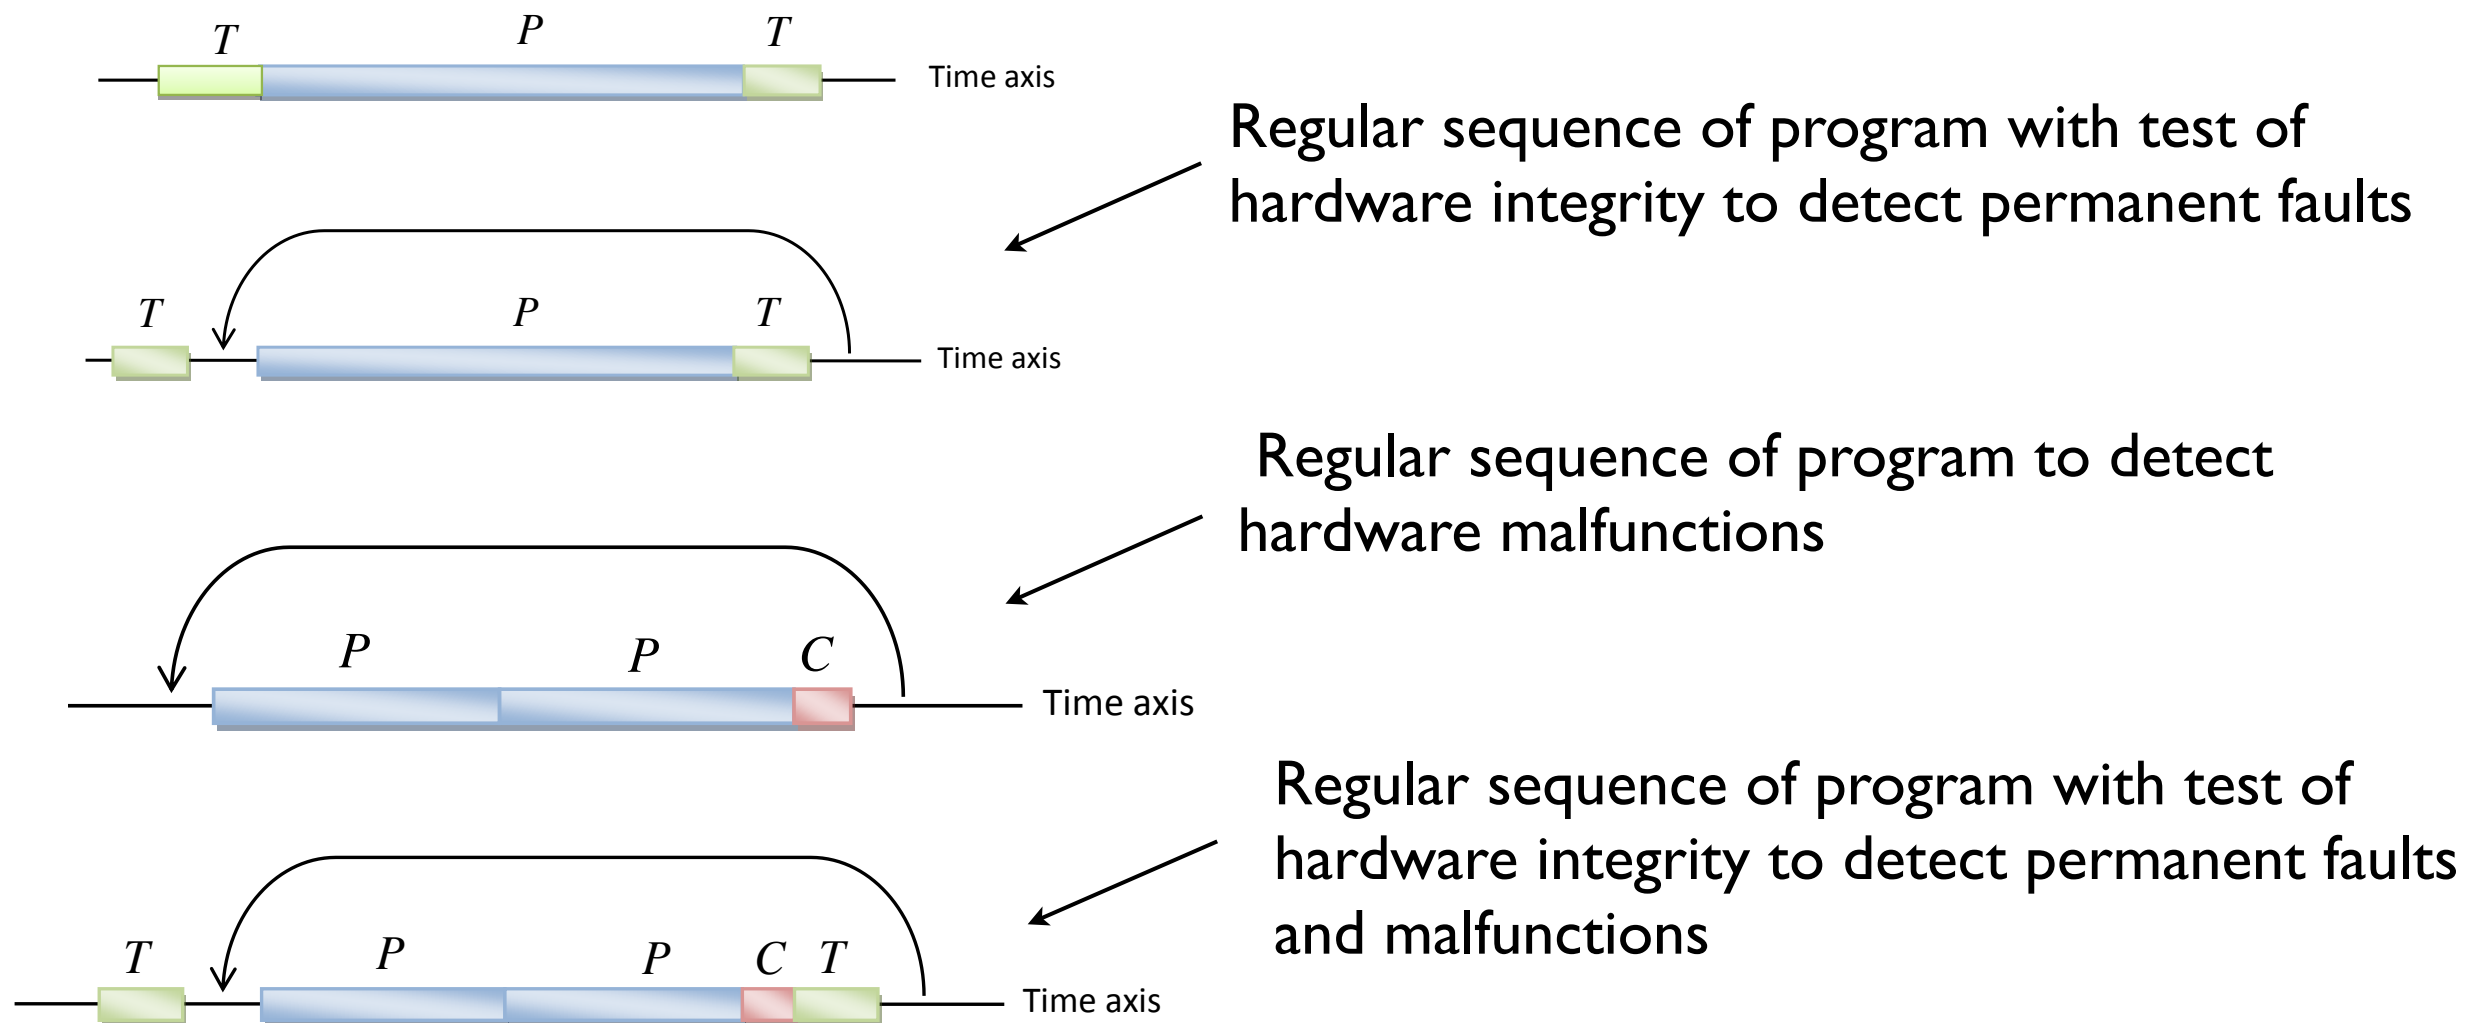 T P T
Time axis
Regular sequence of program with test of
hardware integrity to detect permanent faults
T P T
Time axis
Regular sequence of program to detect
hardware malfunctions
P P C
Time axis
Regular sequence of program with test of
hardware integrity to detect permanent faults
and malfunctions
T P P C T
Time axis